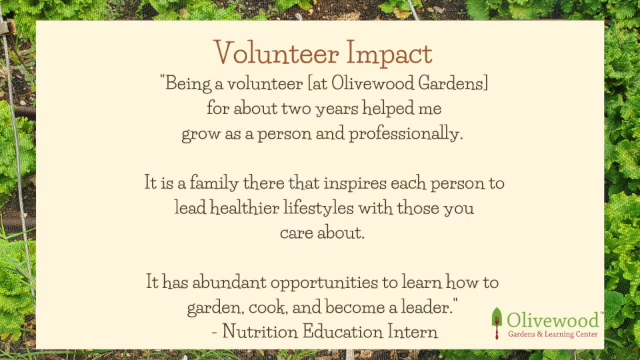 Volunteer Impact
"Being a volunteer [at Olivewood Gardens]
for about two years helped me
grow as a person and professionally.
It is a family there that inspires each person to
lead healthier lifestyles with those you
care about.
It has abundant opportunities to learn how to
garden, cook, and become a leader."
- Nutrition Education Intern
Olivewood™
Gardens & Learning Center